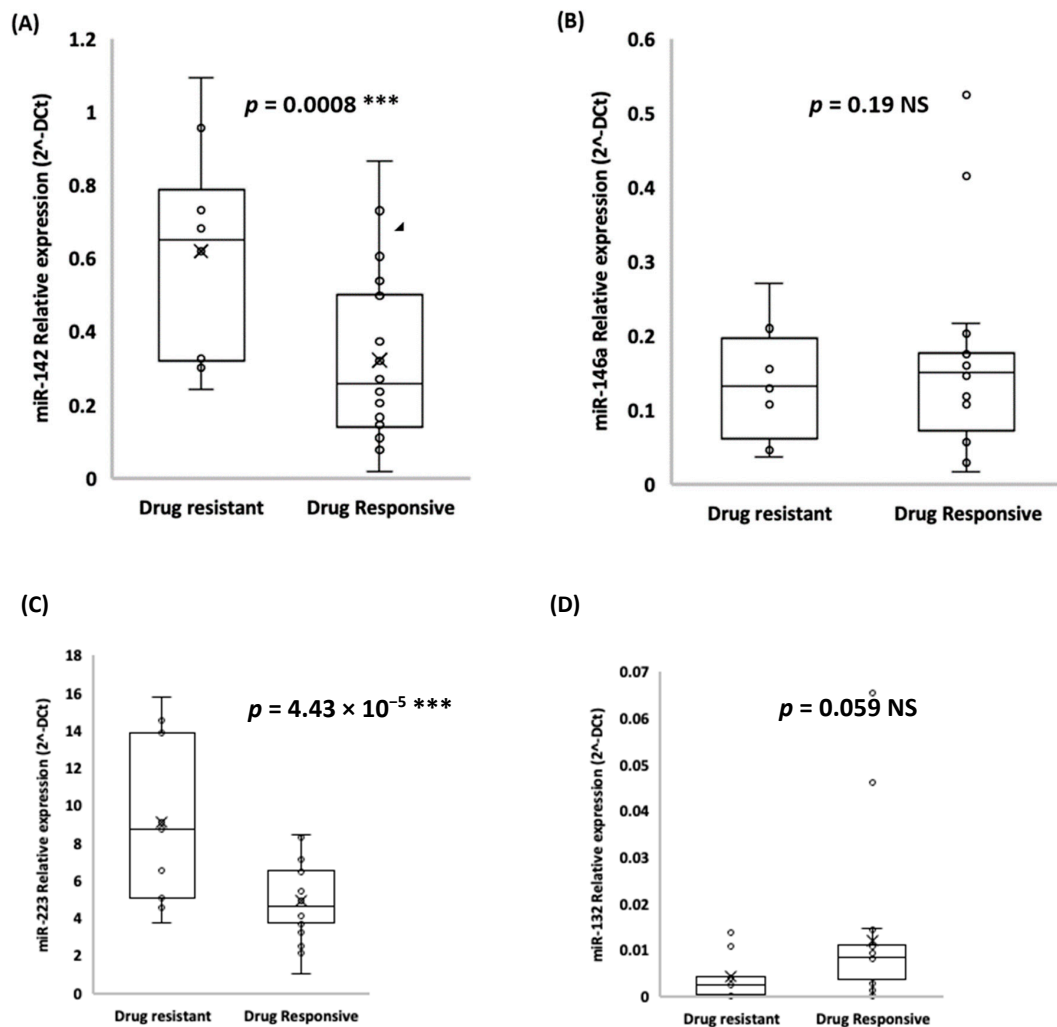 (A)
1.2
1
0.8
0.6
0.4
0.2
0
miR-142 Relative expression (2^-DCt)
p = 0.0008 ***
Drug resistant
Drug Responsive
(B)
0.6
0.5
0.4
0.3
0.2
0.1
0
miR-146a Relative expression (2^-DCt)
p = 0.19 NS
Drug resistant
Drug Responsive
(C)
18
16
14
12
10
8
6
4
2
0
miR-223 Relative expression (2^-DCt)
p = 4.43 × 10⁻⁵ ***
Drug resistant
Drug Responsive
(D)
0.07
0.06
0.05
0.04
0.03
0.02
0.01
0
miR-132 Relative expression (2^-DCt)
p = 0.059 NS
Drug resistant
Drug Responsive